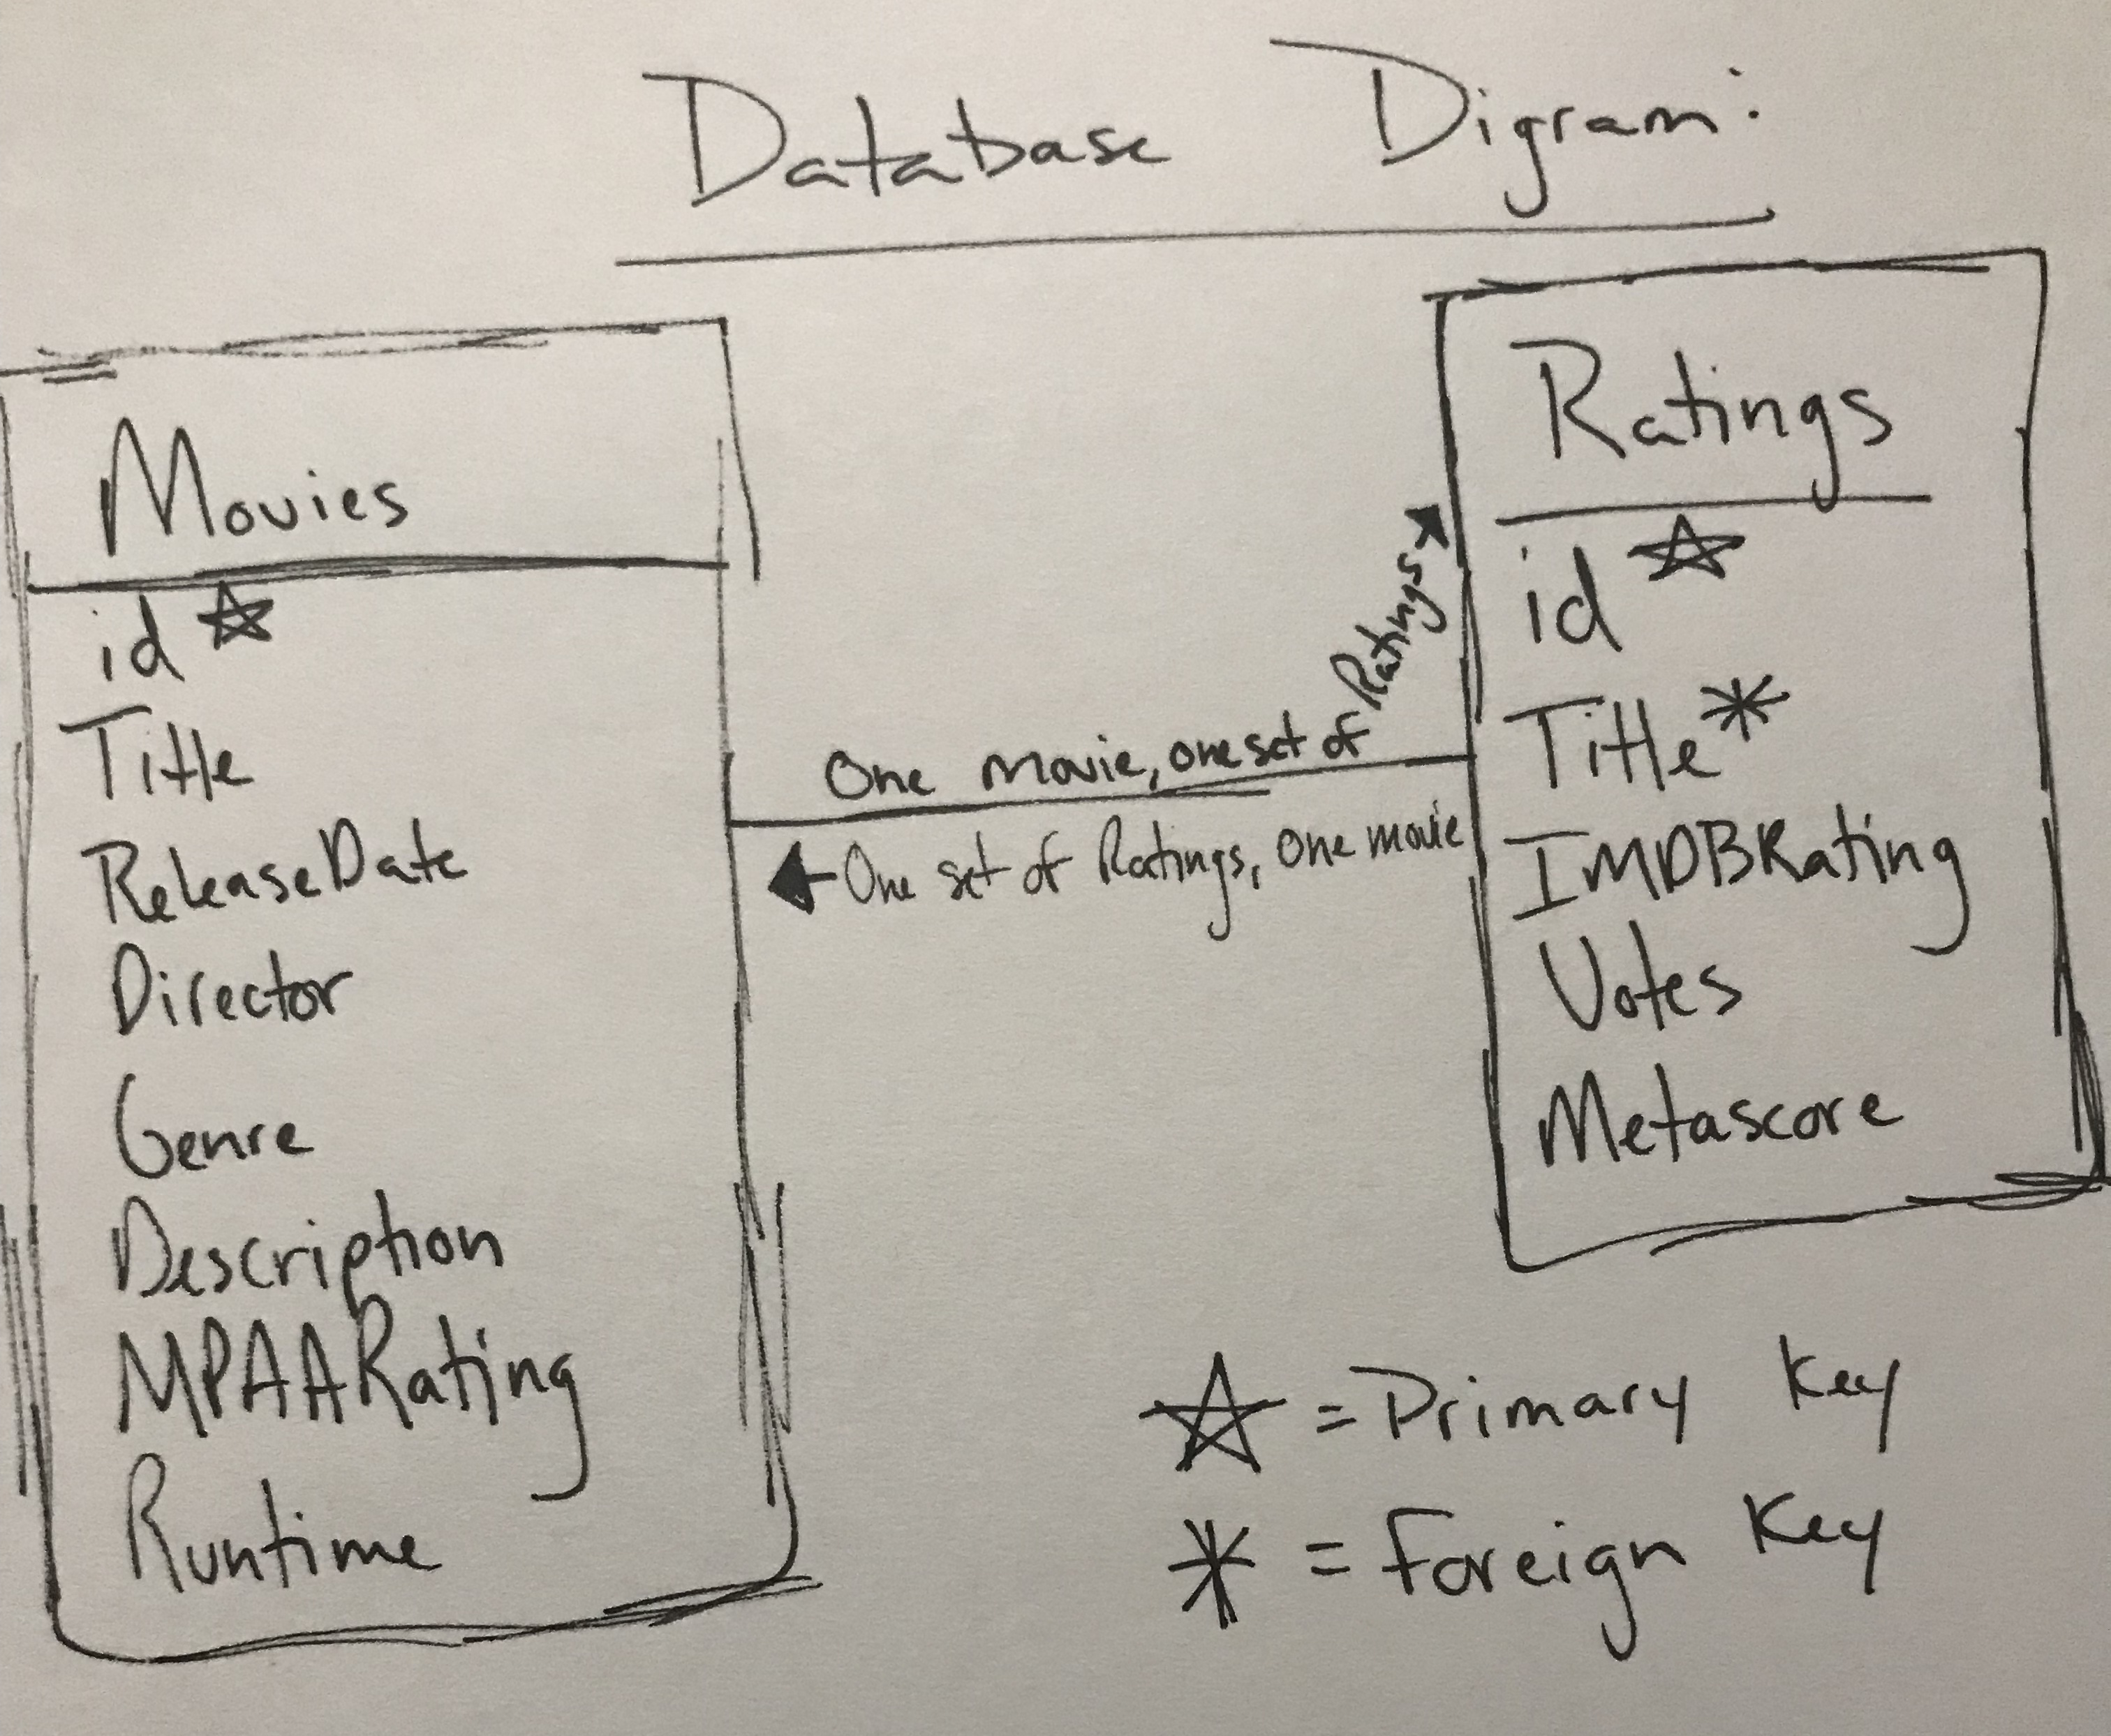 Database Digram:
Movies
id ☆
Title
ReleaseDate
Director
Genre
Description
MPAARating
Runtime
One movie, one set of Ratings
One set of Ratings, One movie
Ratings
id ☆
Title*
IMDBRating
Votes
Metascore
☆ = Primary Key
* = Foreign Key